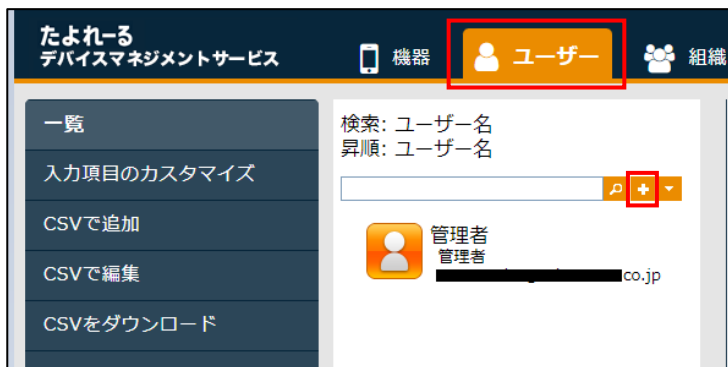 たよれーる
デバイスマネジメントサービス
機器
ユーザー
組織
一覧
入力項目のカスタマイズ
CSVで追加
CSVで編集
CSVをダウンロード
検索: ユーザー名
昇順: ユーザー名
管理者
管理者
co.jp